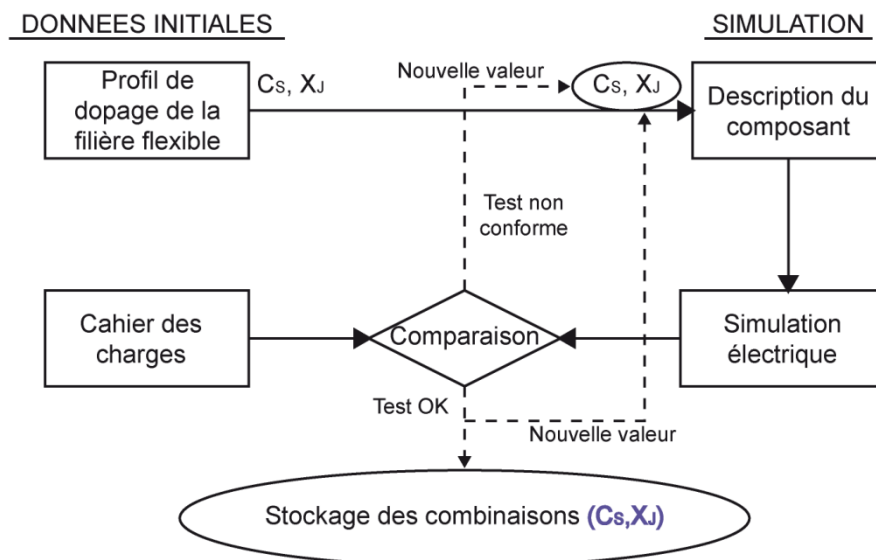 DONNEES INITIALES
SIMULATION
Profil de
dopage de la
filière flexible
Cs, XJ
Nouvelle valeur
Cs, XJ
Description du
composant
Test non
conforme
Cahier des
charges
Comparaison
Simulation
électrique
Test OK
Nouvelle valeur
Stockage des combinaisons (Cs,XJ)